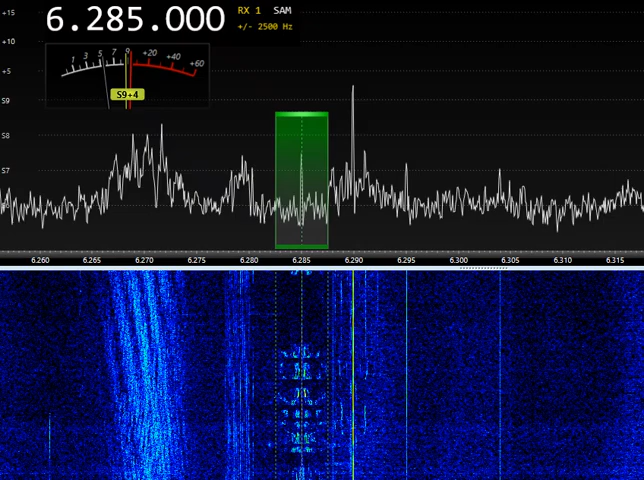 6.285.000
RX 1 SAM
+/- 2500 Hz
1 3 5 7 9 +20 +40 +60
S9+4
+15
+10
+5
S9
S8
S7
6.260 6.265 6.270 6.275 6.280 6.285 6.290 6.295 6.300 6.305 6.310 6.315